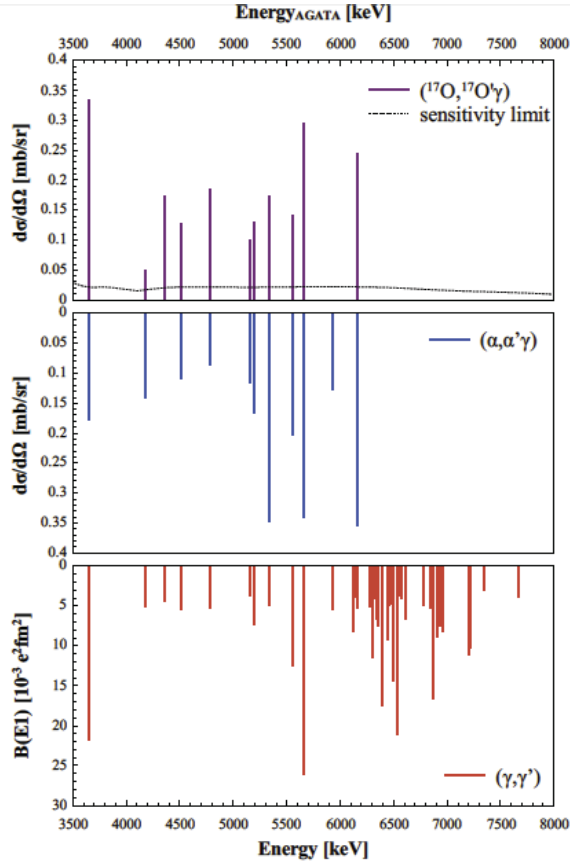 Energy_AGATA [keV]
3500 4000 4500 5000 5500 6000 6500 7000 7500 8000
0.4
0.35
0.3
0.25
0.2
0.15
0.1
0.05
0
dσ/dΩ [mb/sr]
(¹⁷O,¹⁷O'γ)
sensitivity limit
0
0.05
0.1
0.15
0.2
0.25
0.3
0.35
0.4
dσ/dΩ [mb/sr]
(α,α’γ)
0
5
10
15
20
25
30
B(E1) [10⁻³ e²fm²]
(γ,γ’)
3500 4000 4500 5000 5500 6000 6500 7000 7500 8000
Energy [keV]